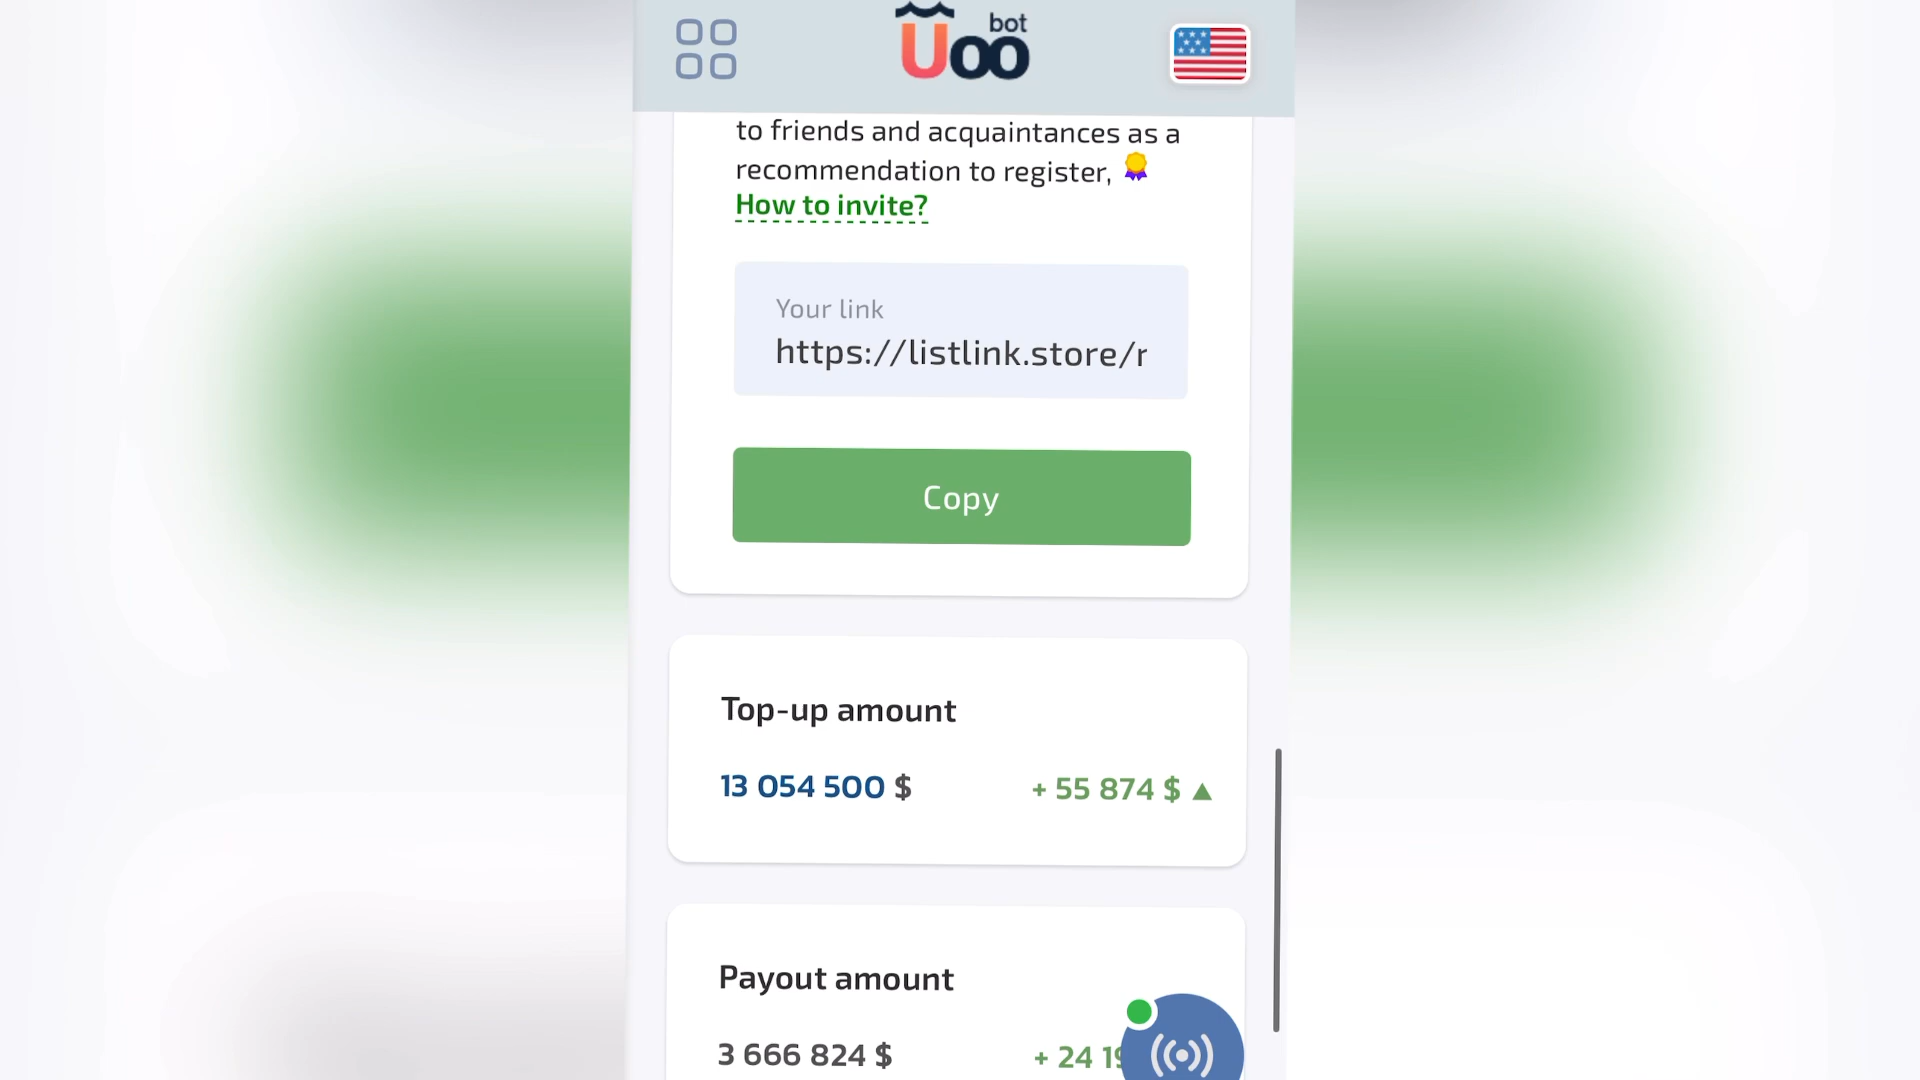 Uoo bot
to friends and acquaintances as a
recommendation to register,
How to invite?
Your link
https://listlink.store/r
Copy
Top-up amount
13 054 500 $ + 55 874 $ ▲
Payout amount
3 666 824 $ + 24 19